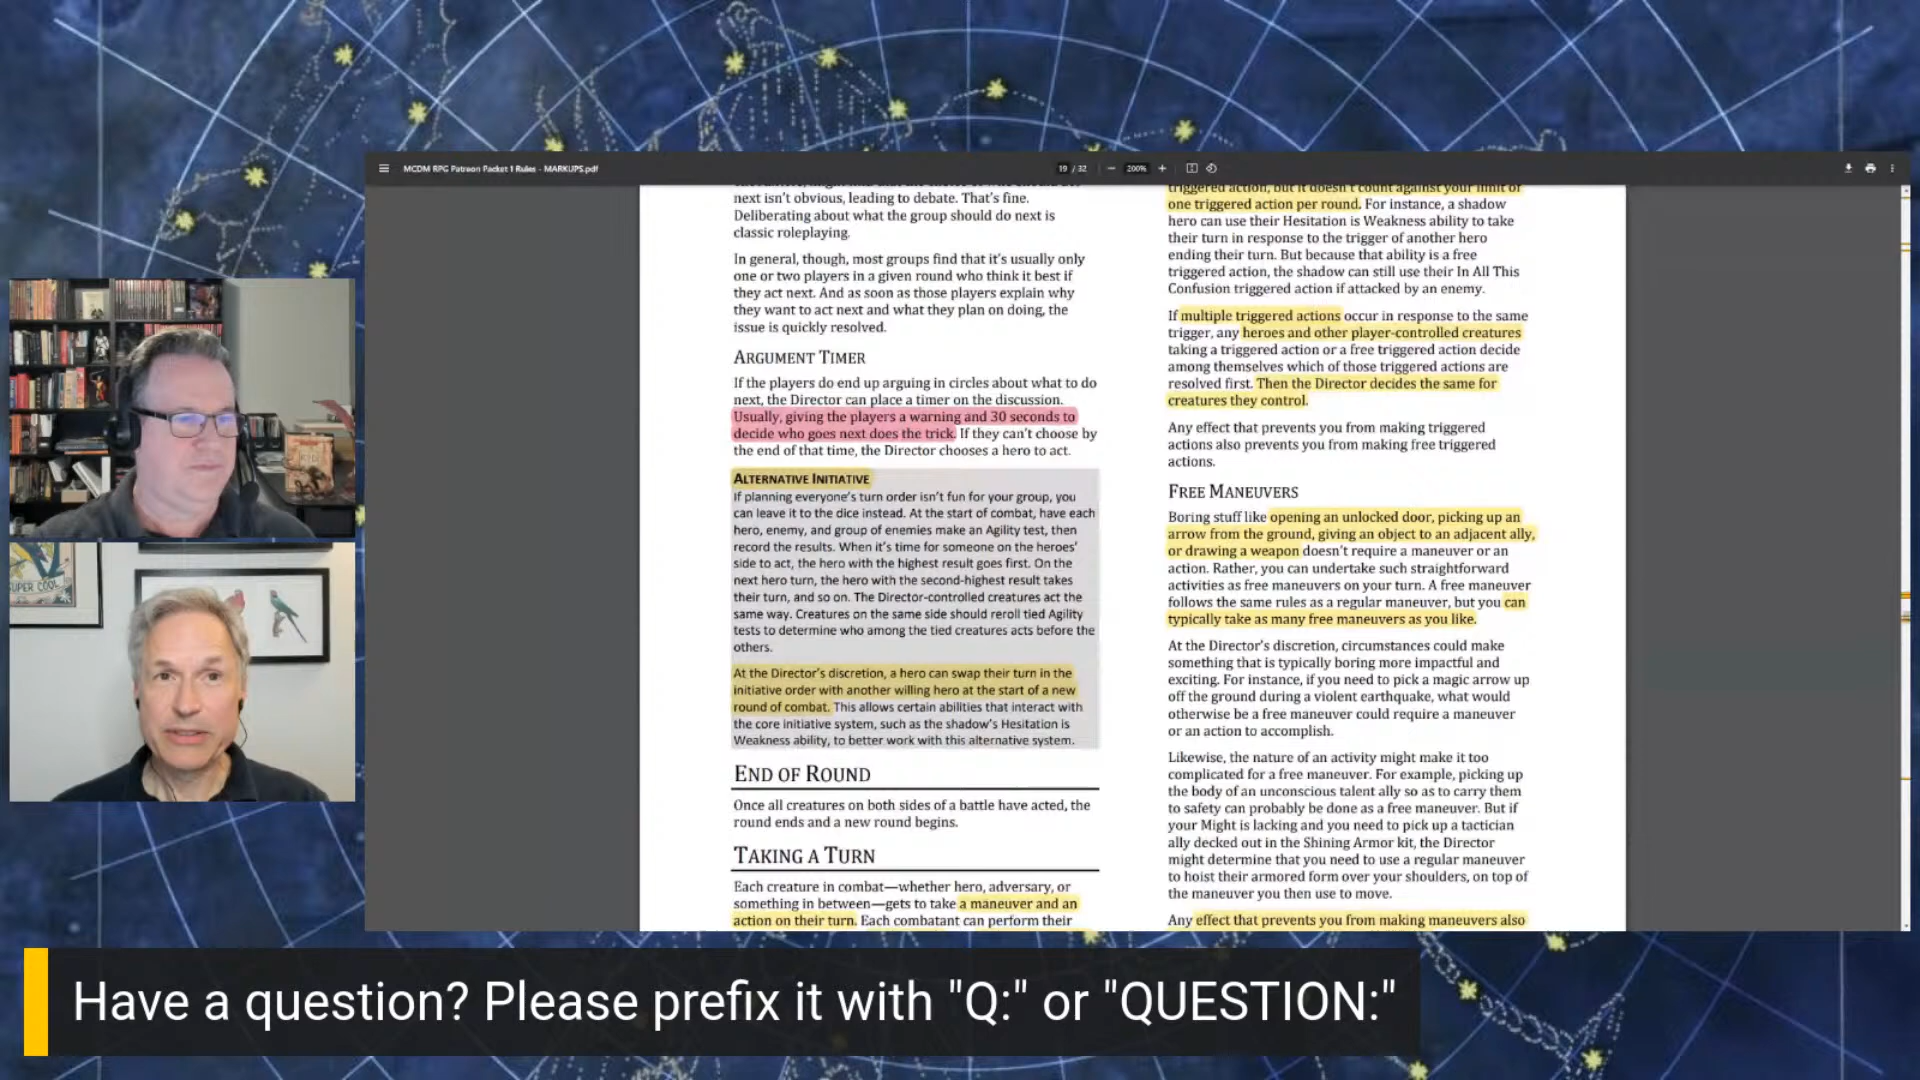 MCDM RPG Patreon Packet 1 Rules - MARKUPS.pdf
19 / 32
200%
next isn't obvious, leading to debate. That's fine.
Deliberating about what the group should do next is
classic roleplaying.
In general, though, most groups find that it's usually only
one or two players in a given round who think it best if
they act next. And as soon as those players explain why
they want to act next and what they plan on doing, the
issue is quickly resolved.
ARGUMENT TIMER
If the players do end up arguing in circles about what to do
next, the Director can place a timer on the discussion.
Usually, giving the players a warning and 30 seconds to
decide who goes next does the trick. If they can't choose by
the end of that time, the Director chooses a hero to act.
ALTERNATIVE INITIATIVE
If planning everyone's turn order isn't fun for your group, you
can leave it to the dice instead. At the start of combat, have each
hero, enemy, and group of enemies make an Agility test, then
record the results. When it's time for someone on the heroes'
side to act, the hero with the highest result goes first. On the
next hero turn, the hero with the second-highest result takes
their turn, and so on. The Director-controlled creatures act the
same way. Creatures on the same side should reroll tied Agility
tests to determine who among the tied creatures acts before the
others.
At the Director's discretion, a hero can swap their turn in the
initiative order with another willing hero at the start of a new
round of combat. This allows certain abilities that interact with
the core initiative system, such as the shadow's Hesitation is
Weakness ability, to better work with this alternative system.
END OF ROUND
Once all creatures on both sides of a battle have acted, the
round ends and a new round begins.
TAKING A TURN
Each creature in combat—whether hero, adversary, or
something in between—gets to take a maneuver and an
action on their turn. Each combatant can perform their
triggered action, but it doesn't count against your limit of
one triggered action per round. For instance, a shadow
hero can use their Hesitation is Weakness ability to take
their turn in response to the trigger of another hero
ending their turn. But because that ability is a free
triggered action, the shadow can still use their In All This
Confusion triggered action if attacked by an enemy.
If multiple triggered actions occur in response to the same
trigger, any heroes and other player-controlled creatures
taking a triggered action or a free triggered action decide
among themselves which of those triggered actions are
resolved first. Then the Director decides the same for
creatures they control.
Any effect that prevents you from making triggered
actions also prevents you from making free triggered
actions.
FREE MANEUVERS
Boring stuff like opening an unlocked door, picking up an
arrow from the ground, giving an object to an adjacent ally,
or drawing a weapon doesn't require a maneuver or an
action. Rather, you can undertake such straightforward
activities as free maneuvers on your turn. A free maneuver
follows the same rules as a regular maneuver, but you can
typically take as many free maneuvers as you like.
At the Director's discretion, circumstances could make
something that is typically boring more impactful and
exciting. For instance, if you need to pick a magic arrow up
off the ground during a violent earthquake, what would
otherwise be a free maneuver could require a maneuver
or an action to accomplish.
Likewise, the nature of an activity might make it too
complicated for a free maneuver. For example, picking up
the body of an unconscious talent ally so as to carry them
to safety can probably be done as a free maneuver. But if
your Might is lacking and you need to pick up a tactician
ally decked out in the Shining Armor kit, the Director
might determine that you need to use a regular maneuver
to hoist their armored form over your shoulders, on top of
the maneuver you then use to move.
Any effect that prevents you from making maneuvers also
SUPER COOL
Have a question? Please prefix it with "Q:" or "QUESTION:"